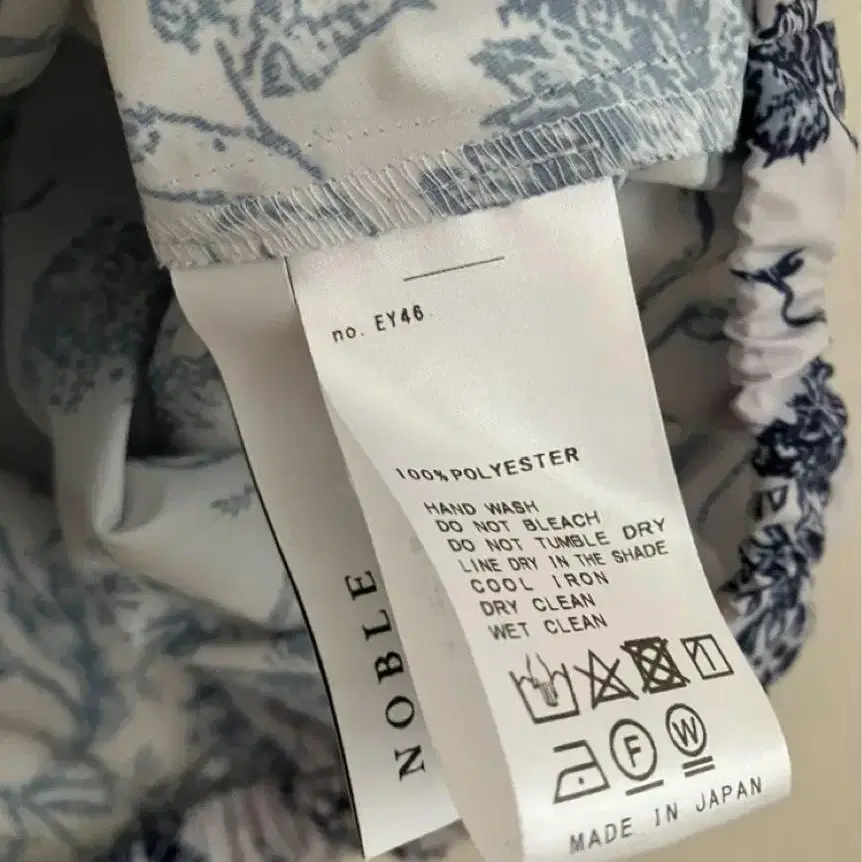 no. EY46
100% POLYESTER
HAND WASH
DO NOT BLEACH
DO NOT TUMBLE DRY
LINE DRY IN THE SHADE
COOL IRON
DRY CLEAN
WET CLEAN
F W
MADE IN JAPAN
NOBLE